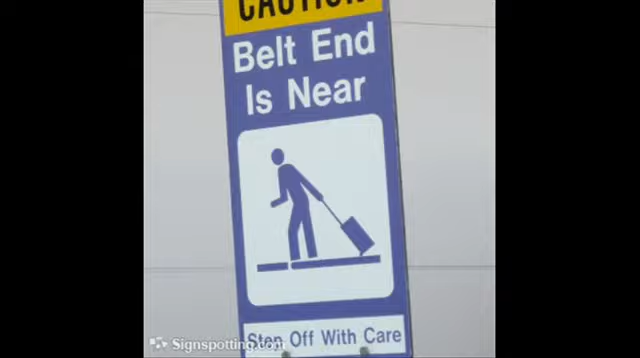 CAUTION
Belt End
Is Near
Step Off With Care
Signspotting.com